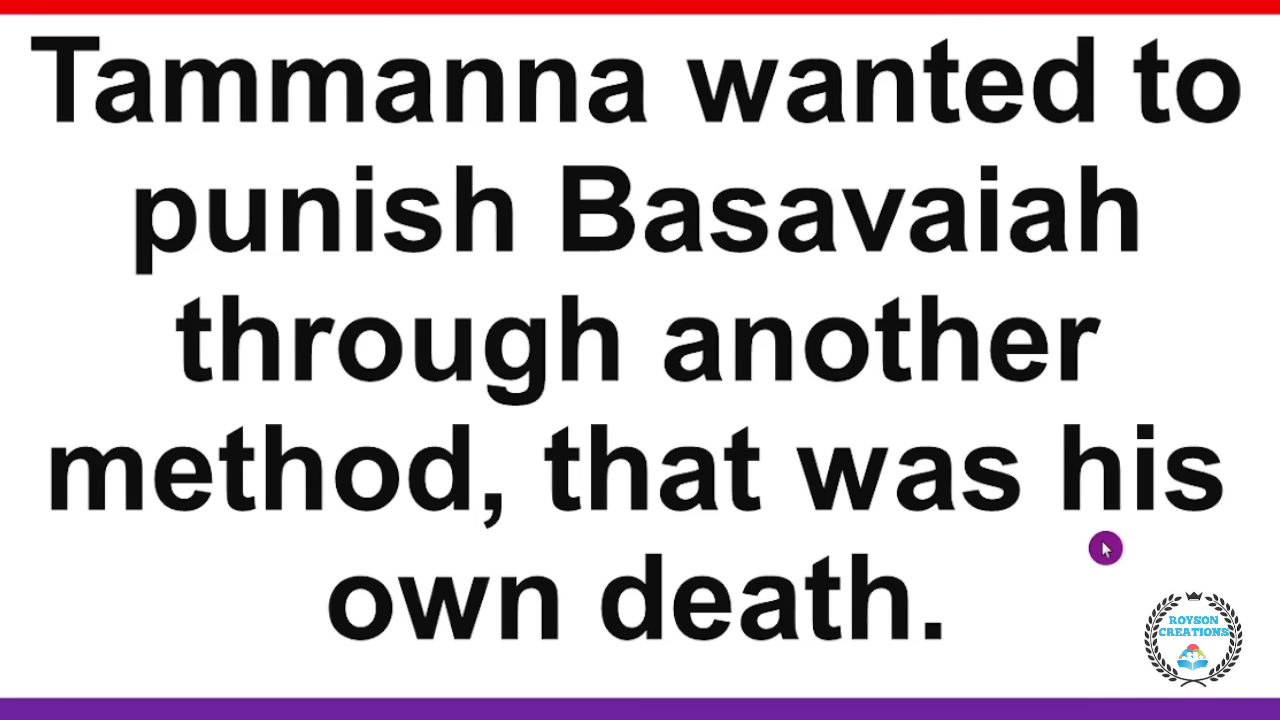 Tammanna wanted to
punish Basavaiah
through another
method, that was his
own death.
ROYSON
CREATIONS